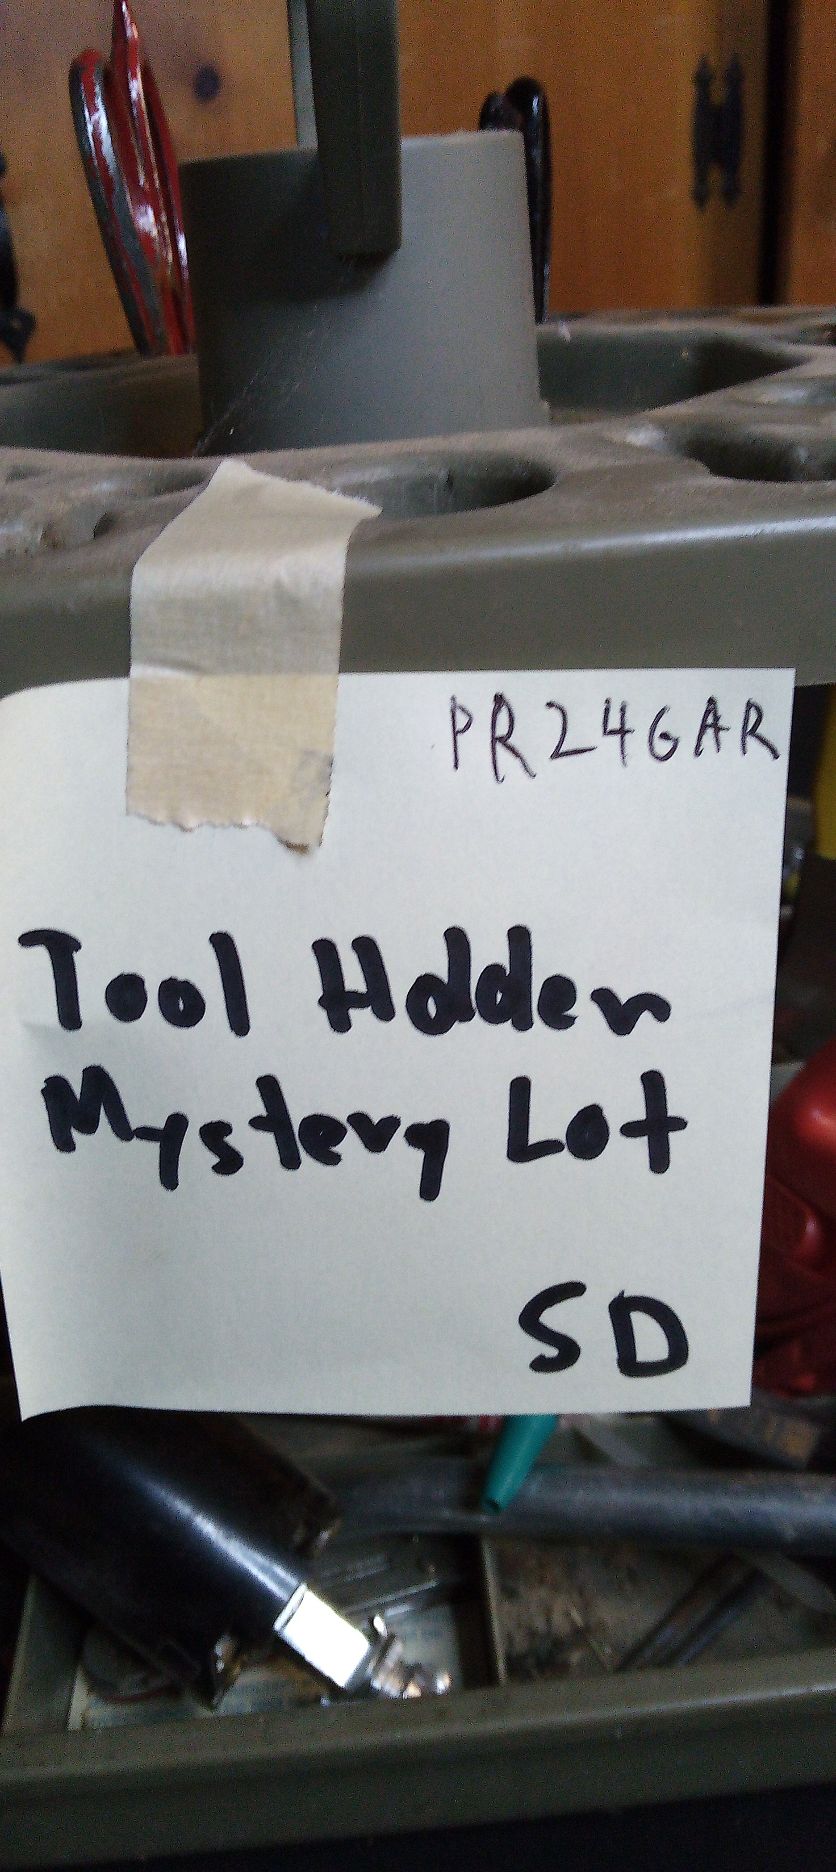 PR24GAR
Tool Holder
Mystery Lot
SD